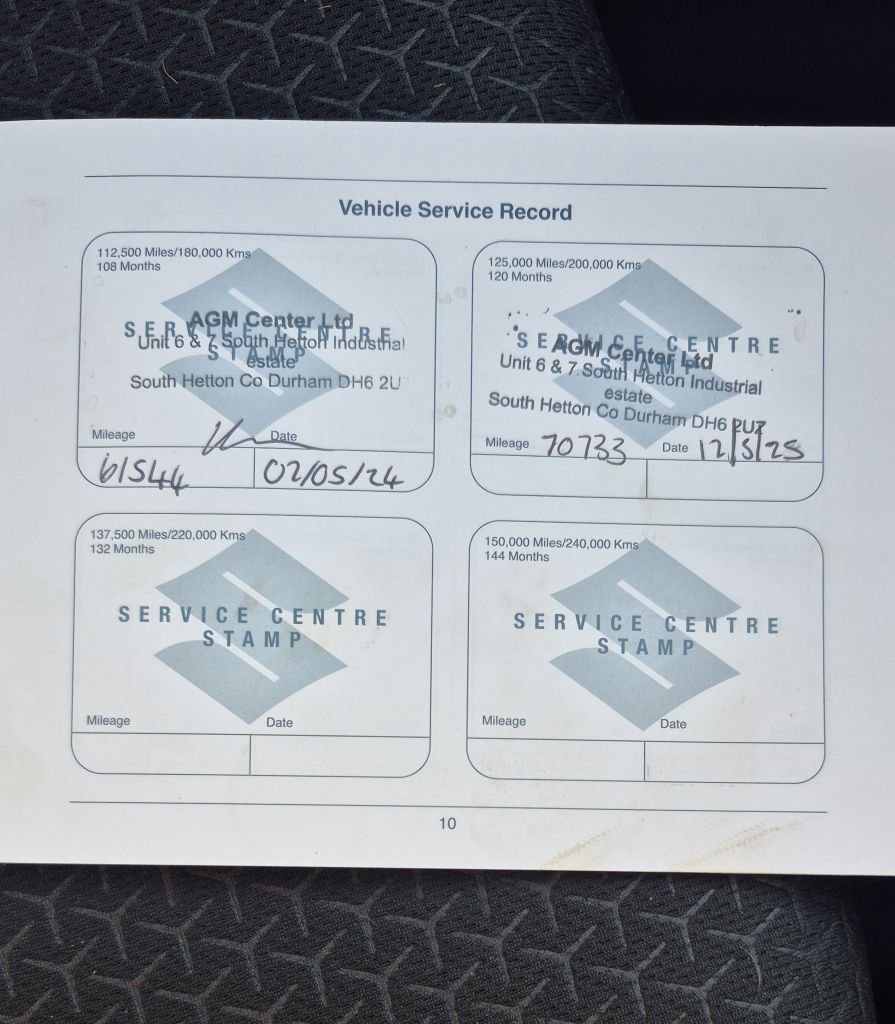 Vehicle Service Record
112,500 Miles/180,000 Kms
108 Months
SERVICE CENTRE
STAMP
AGM Center Ltd
Unit 6 & 7 South Hetton Industrial
estate
South Hetton Co Durham DH6 2U
Mileage
Date
61544
02/05/24
125,000 Miles/200,000 Kms
120 Months
SERVICE CENTRE
STAMP
AGM Center Ltd
Unit 6 & 7 South Hetton Industrial
estate
South Hetton Co Durham DH6 2UZ
Mileage 70733 Date 12/5/25
137,500 Miles/220,000 Kms
132 Months
SERVICE CENTRE
STAMP
Mileage
Date
150,000 Miles/240,000 Kms
144 Months
SERVICE CENTRE
STAMP
Mileage
Date
10